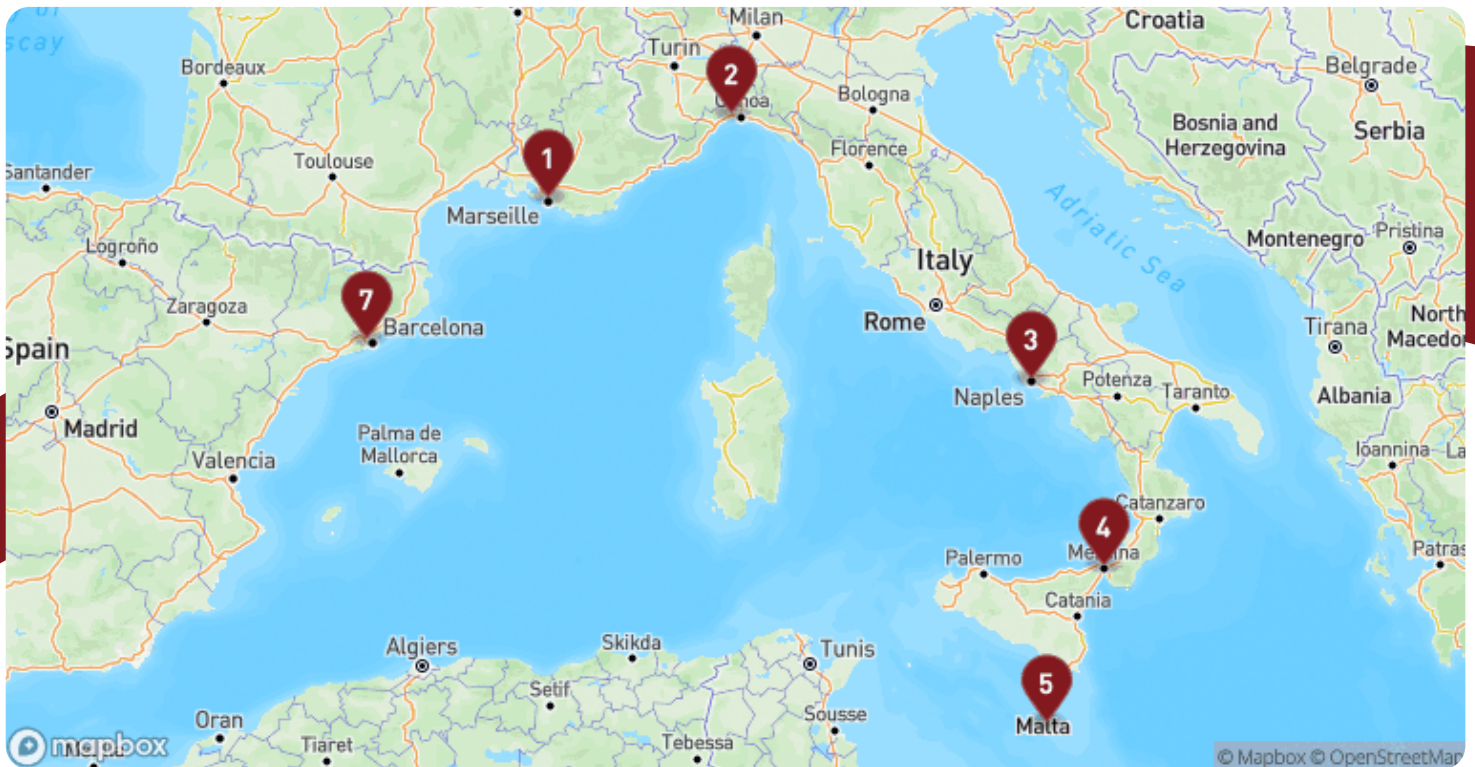 Milan
Croatia
scay
Turin
2
Bordeaux
Belgrade
Bologna
Bosnia and
Herzegovina
Serbia
Florence
1
Toulouse
Santander
Marseille
Adriatic Sea
Logroño
Montenegro
Pristina
Italy
7
Zaragoza
Barcelona
Rome
North
Macedon
Tirana
3
Spain
Naples
Potenza
Taranto
Albania
Madrid
Palma de
Mallorca
Valencia
Ioannina
La
Catanzaro
4
Palermo
Patras
Catania
Algiers
Skikda
Tunis
5
Setif
Malta
Oran
Sousse
Tiaret
Tebessa
mapbox
© Mapbox © OpenStreetMap